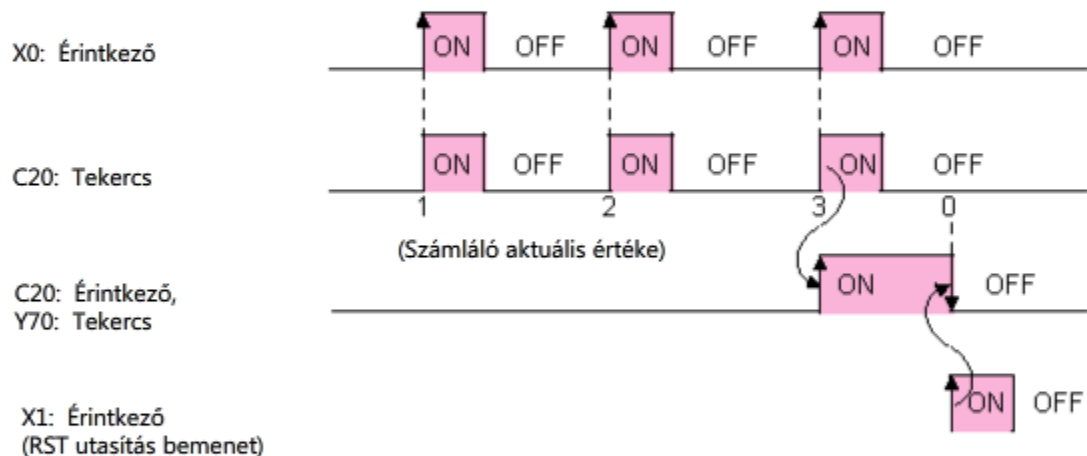 X0: Érintkező
ON OFF ON OFF ON OFF
C20: Tekercs
ON OFF ON OFF ON OFF
1 2 3 0
(Számláló aktuális értéke)
C20: Érintkező,
Y70: Tekercs
ON OFF
X1: Érintkező
(RST utasítás bemenet)
ON OFF